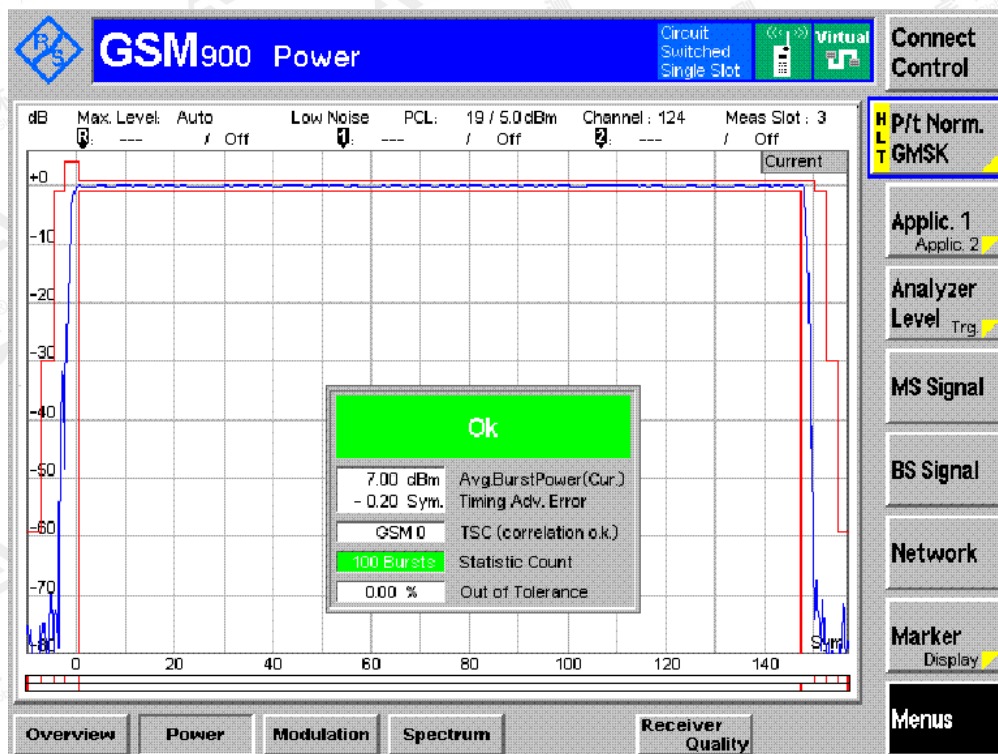 R/S
GSM900 Power
Circuit Switched Single Slot
Virtual
Connect Control
dB Max. Level: Auto Low Noise PCL: 19 / 5.0 dBm Channel : 124 Meas Slot : 3
R: --- / Off 1: --- / Off 2: --- / Off
Current
HLT
P/t Norm. GMSK
Applic. 1
Applic. 2
Analyzer Level Trg.
MS Signal
BS Signal
Network
Marker
Display
Menus
+0
-10
-20
-30
-40
-50
-60
-70
-80
Ok
7.00 dBm Avg.BurstPower(Cur.)
- 0.20 Sym. Timing Adv. Error
GSM 0 TSC (correlation o.k.)
100 Bursts Statistic Count
0.00 % Out of Tolerance
Sym
0 20 40 60 80 100 120 140
Overview Power Modulation Spectrum Receiver Quality